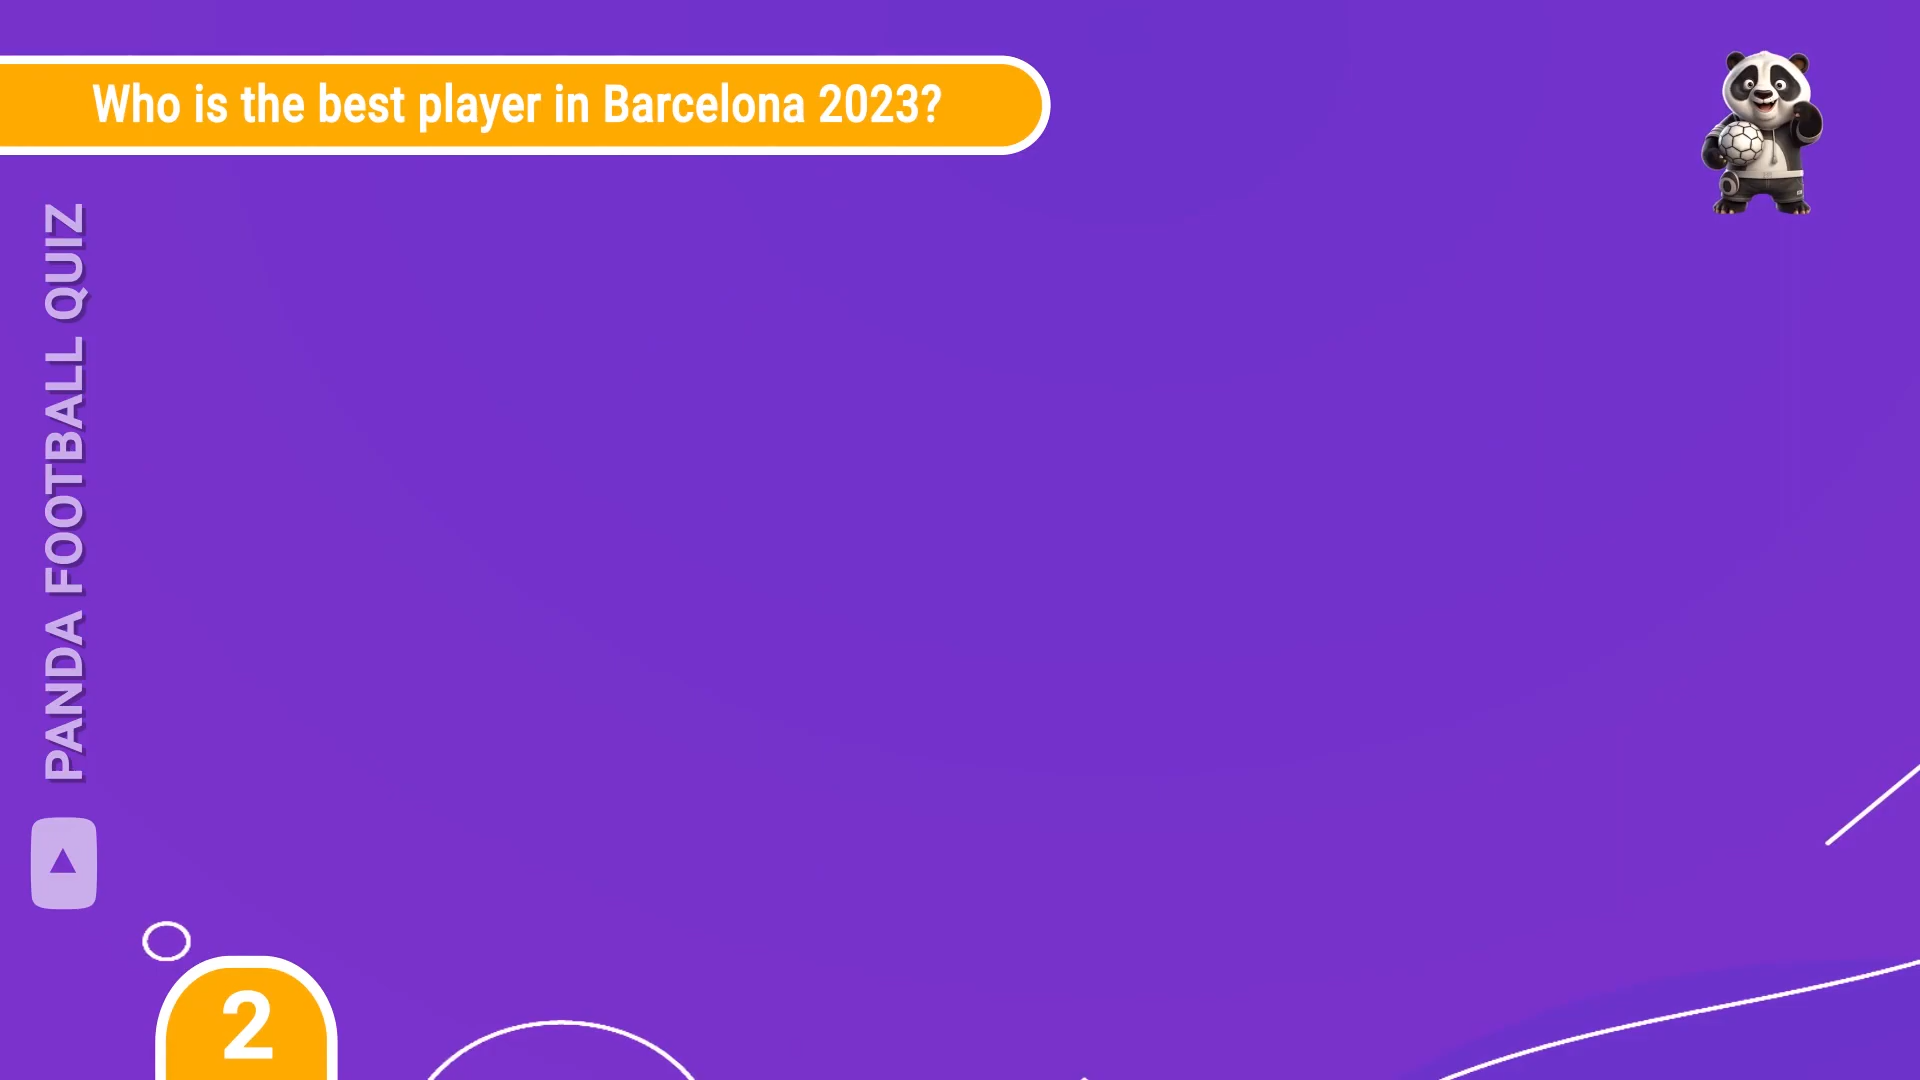 Who is the best player in Barcelona 2023?
PANDA FOOTBALL QUIZ
2